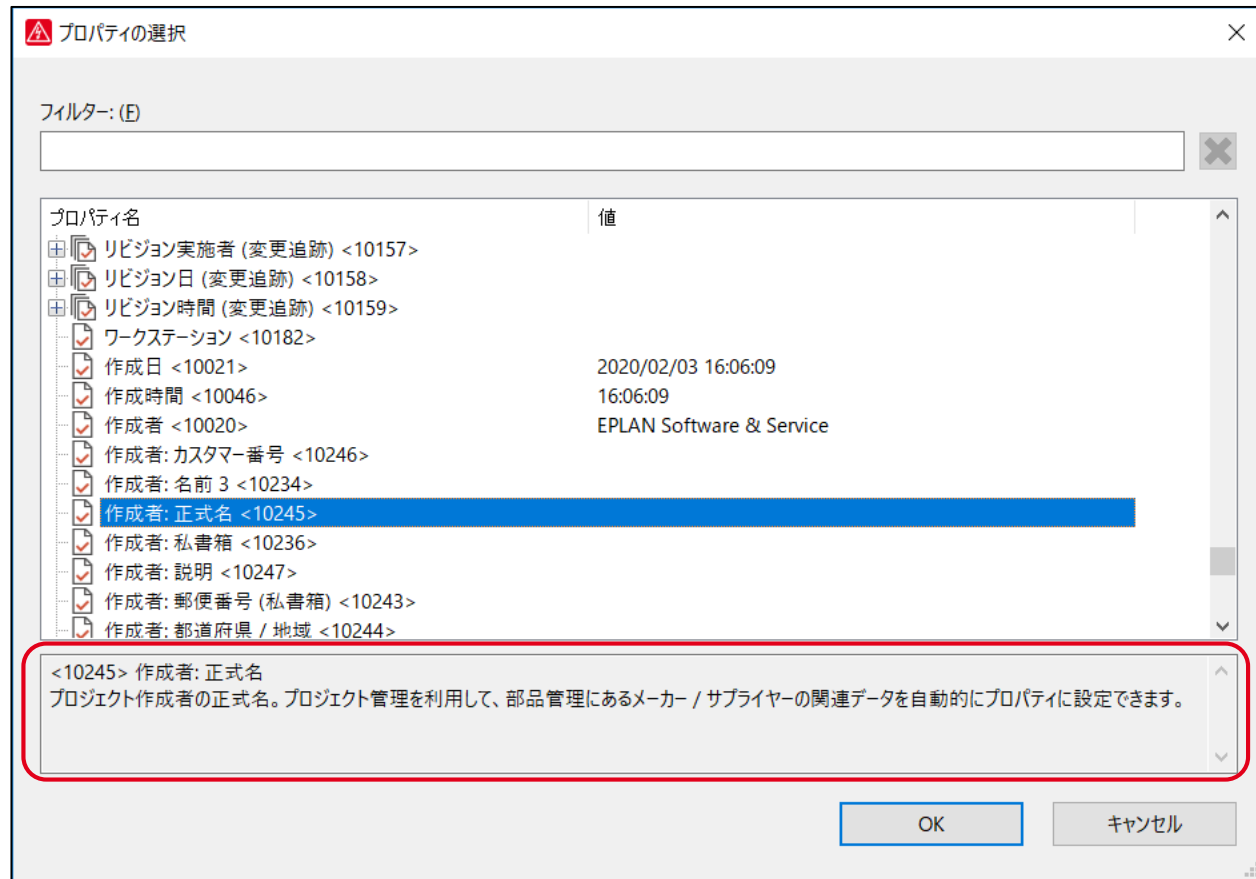 プロパティの選択
フィルター: (F)
プロパティ名 値
リビジョン実施者 (変更追跡) <10157>
リビジョン日 (変更追跡) <10158>
リビジョン時間 (変更追跡) <10159>
ワークステーション <10182>
作成日 <10021> 2020/02/03 16:06:09
作成時間 <10046> 16:06:09
作成者 <10020> EPLAN Software & Service
作成者: カスタマー番号 <10246>
作成者: 名前 3 <10234>
作成者: 正式名 <10245>
作成者: 私書箱 <10236>
作成者: 説明 <10247>
作成者: 郵便番号 (私書箱) <10243>
作成者: 都道府県 / 地域 <10244>
<10245> 作成者: 正式名
プロジェクト作成者の正式名。プロジェクト管理を利用して、部品管理にあるメーカー / サプライヤーの関連データを自動的にプロパティに設定できます。
OK キャンセル